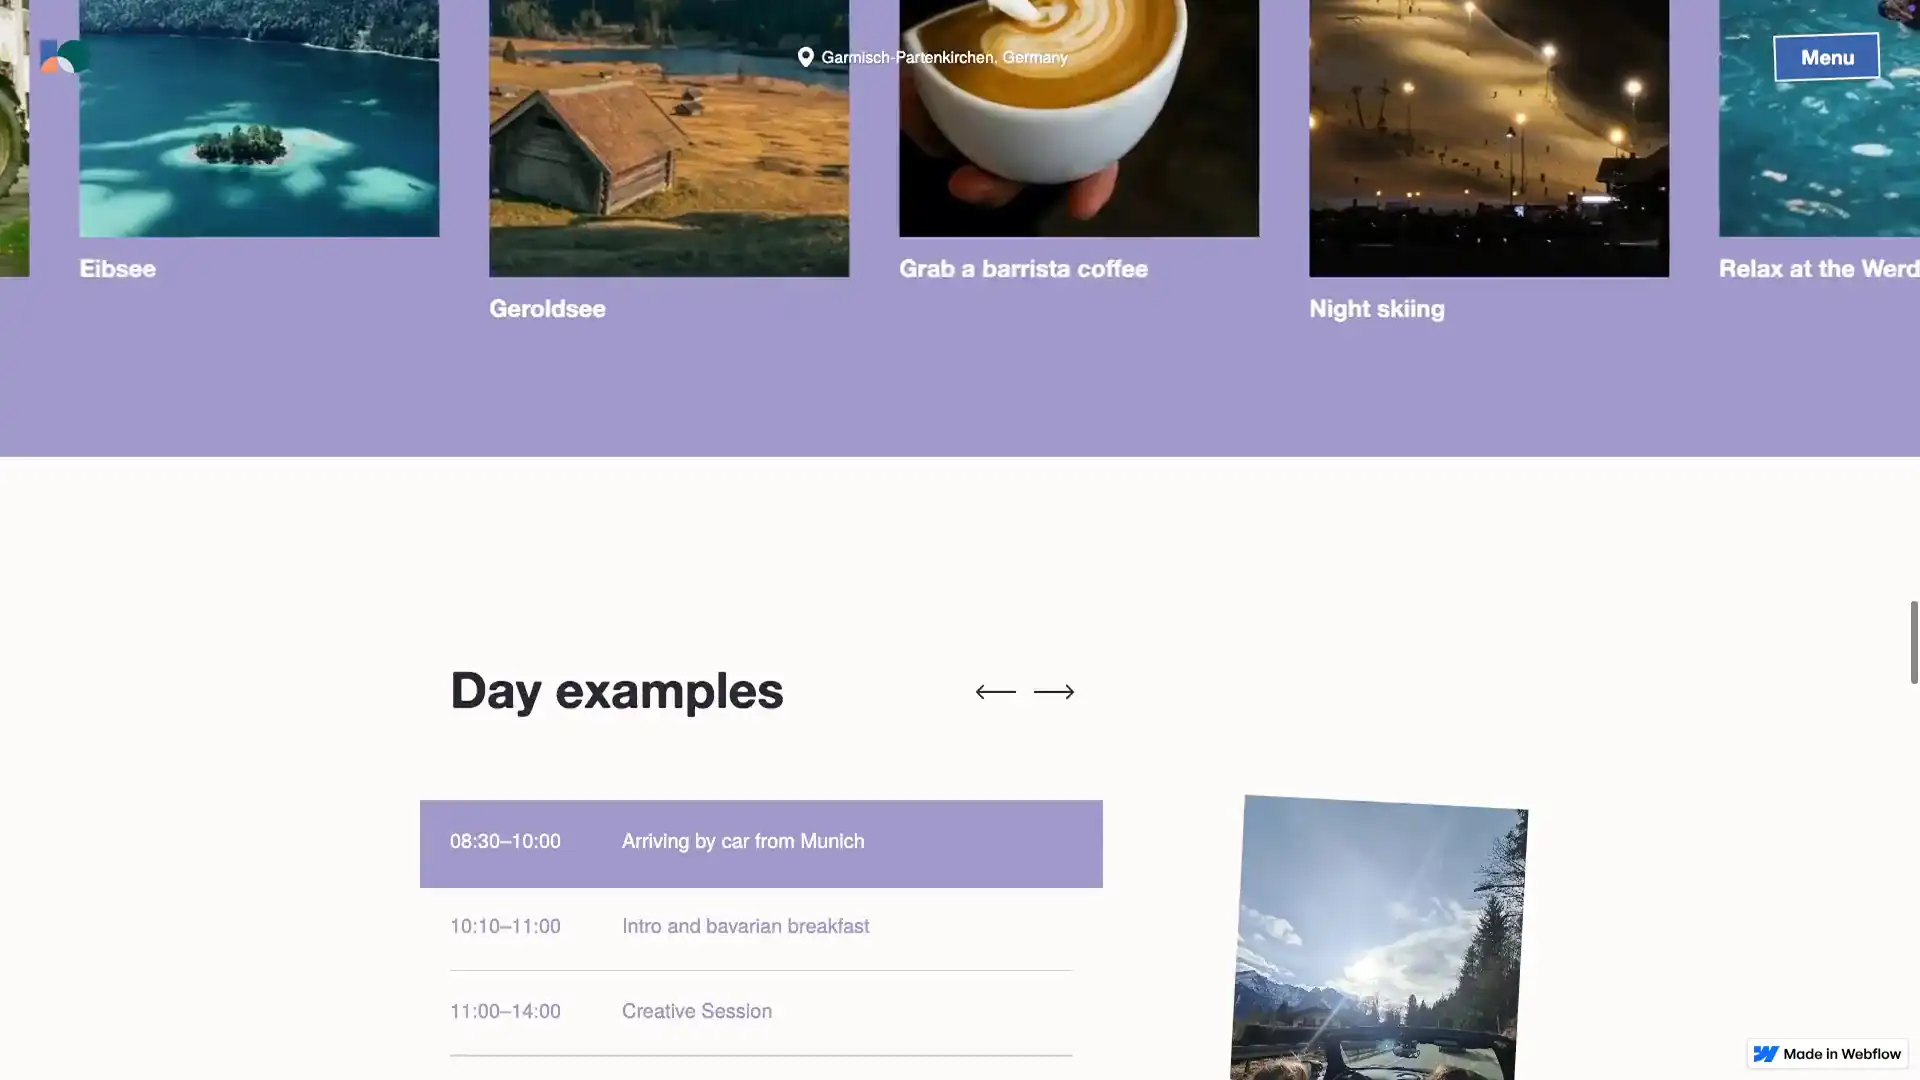 Garmisch-Partenkirchen, Germany
Menu
Eibsee
Geroldsee
Grab a barrista coffee
Night skiing
Relax at the Werd
Day examples
08:30–10:00 Arriving by car from Munich
10:10–11:00 Intro and bavarian breakfast
11:00–14:00 Creative Session
Made in Webflow